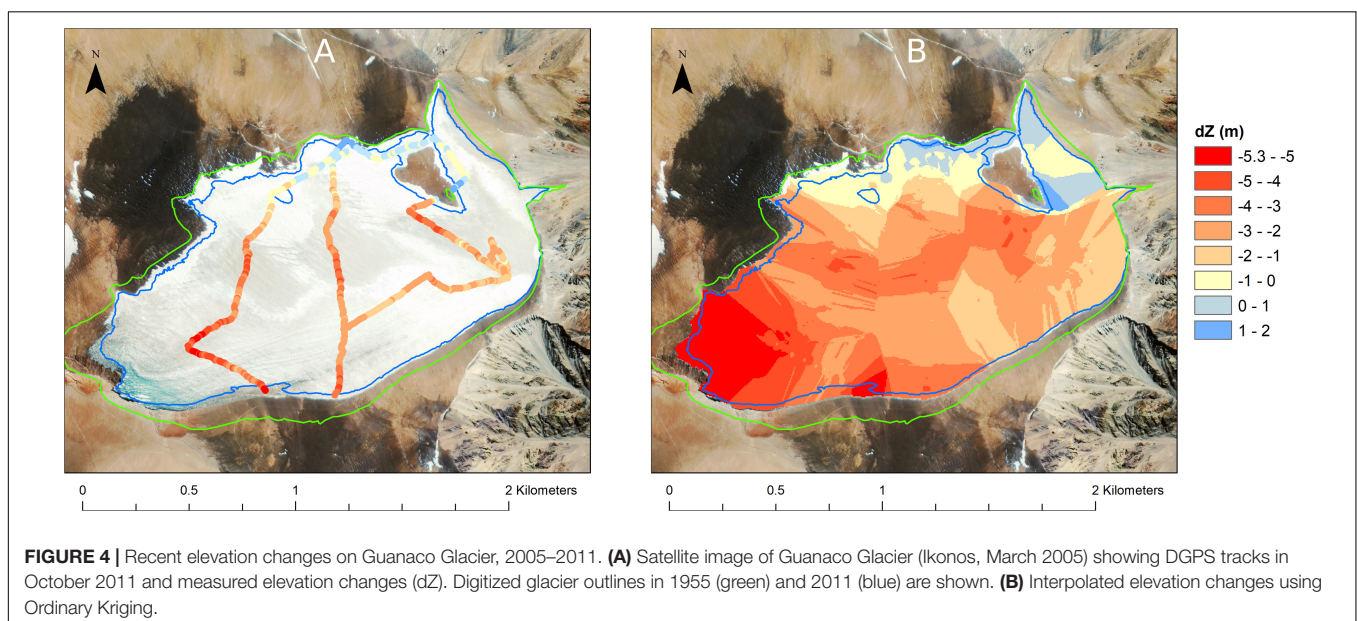 A
B
N
N
dZ (m)
-5.3 - -5
-5 - -4
-4 - -3
-3 - -2
-2 - -1
-1 - 0
0 - 1
1 - 2
0 0.5 1 2 Kilometers
0 0.5 1 2 Kilometers
FIGURE 4 | Recent elevation changes on Guanaco Glacier, 2005–2011. (A) Satellite image of Guanaco Glacier (Ikonos, March 2005) showing DGPS tracks in
October 2011 and measured elevation changes (dZ). Digitized glacier outlines in 1955 (green) and 2011 (blue) are shown. (B) Interpolated elevation changes using
Ordinary Kriging.